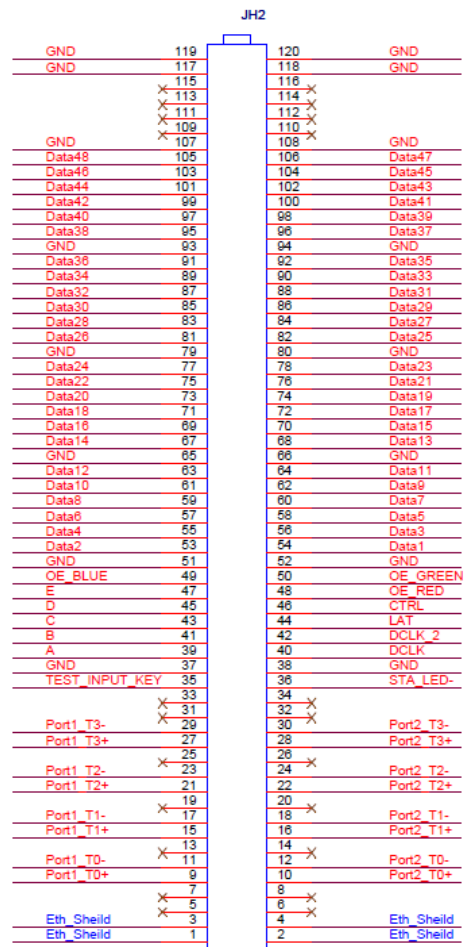 JH2
GND 119 120 GND
GND 117 118 GND
115 116
113 114
111 112
109 110
GND 107 108 GND
Data48 105 106 Data47
Data46 103 104 Data45
Data44 101 102 Data43
Data42 99 100 Data41
Data40 97 98 Data39
Data38 95 96 Data37
GND 93 94 GND
Data36 91 92 Data35
Data34 89 90 Data33
Data32 87 88 Data31
Data30 85 86 Data29
Data28 83 84 Data27
Data26 81 82 Data25
GND 79 80 GND
Data24 77 78 Data23
Data22 75 76 Data21
Data20 73 74 Data19
Data18 71 72 Data17
Data16 69 70 Data15
Data14 67 68 Data13
GND 65 66 GND
Data12 63 64 Data11
Data10 61 62 Data9
Data8 59 60 Data7
Data6 57 58 Data5
Data4 55 56 Data3
Data2 53 54 Data1
GND 51 52 GND
OE_BLUE 49 50 OE_GREEN
E 47 48 OE_RED
D 45 46 CTRL
C 43 44 LAT
B 41 42 DCLK_2
A 39 40 DCLK
GND 37 38 GND
TEST_INPUT_KEY 35 36 STA_LED-
33 34
31 32
Port1_T3- 29 30 Port2_T3-
Port1_T3+ 27 28 Port2_T3+
25 26
Port1_T2- 23 24 Port2_T2-
Port1_T2+ 21 22 Port2_T2+
19 20
Port1_T1- 17 18 Port2_T1-
Port1_T1+ 15 16 Port2_T1+
13 14
Port1_T0- 11 12 Port2_T0-
Port1_T0+ 9 10 Port2_T0+
7 8
5 6
Eth_Sheild 3 4 Eth_Sheild
Eth_Sheild 1 2 Eth_Sheild